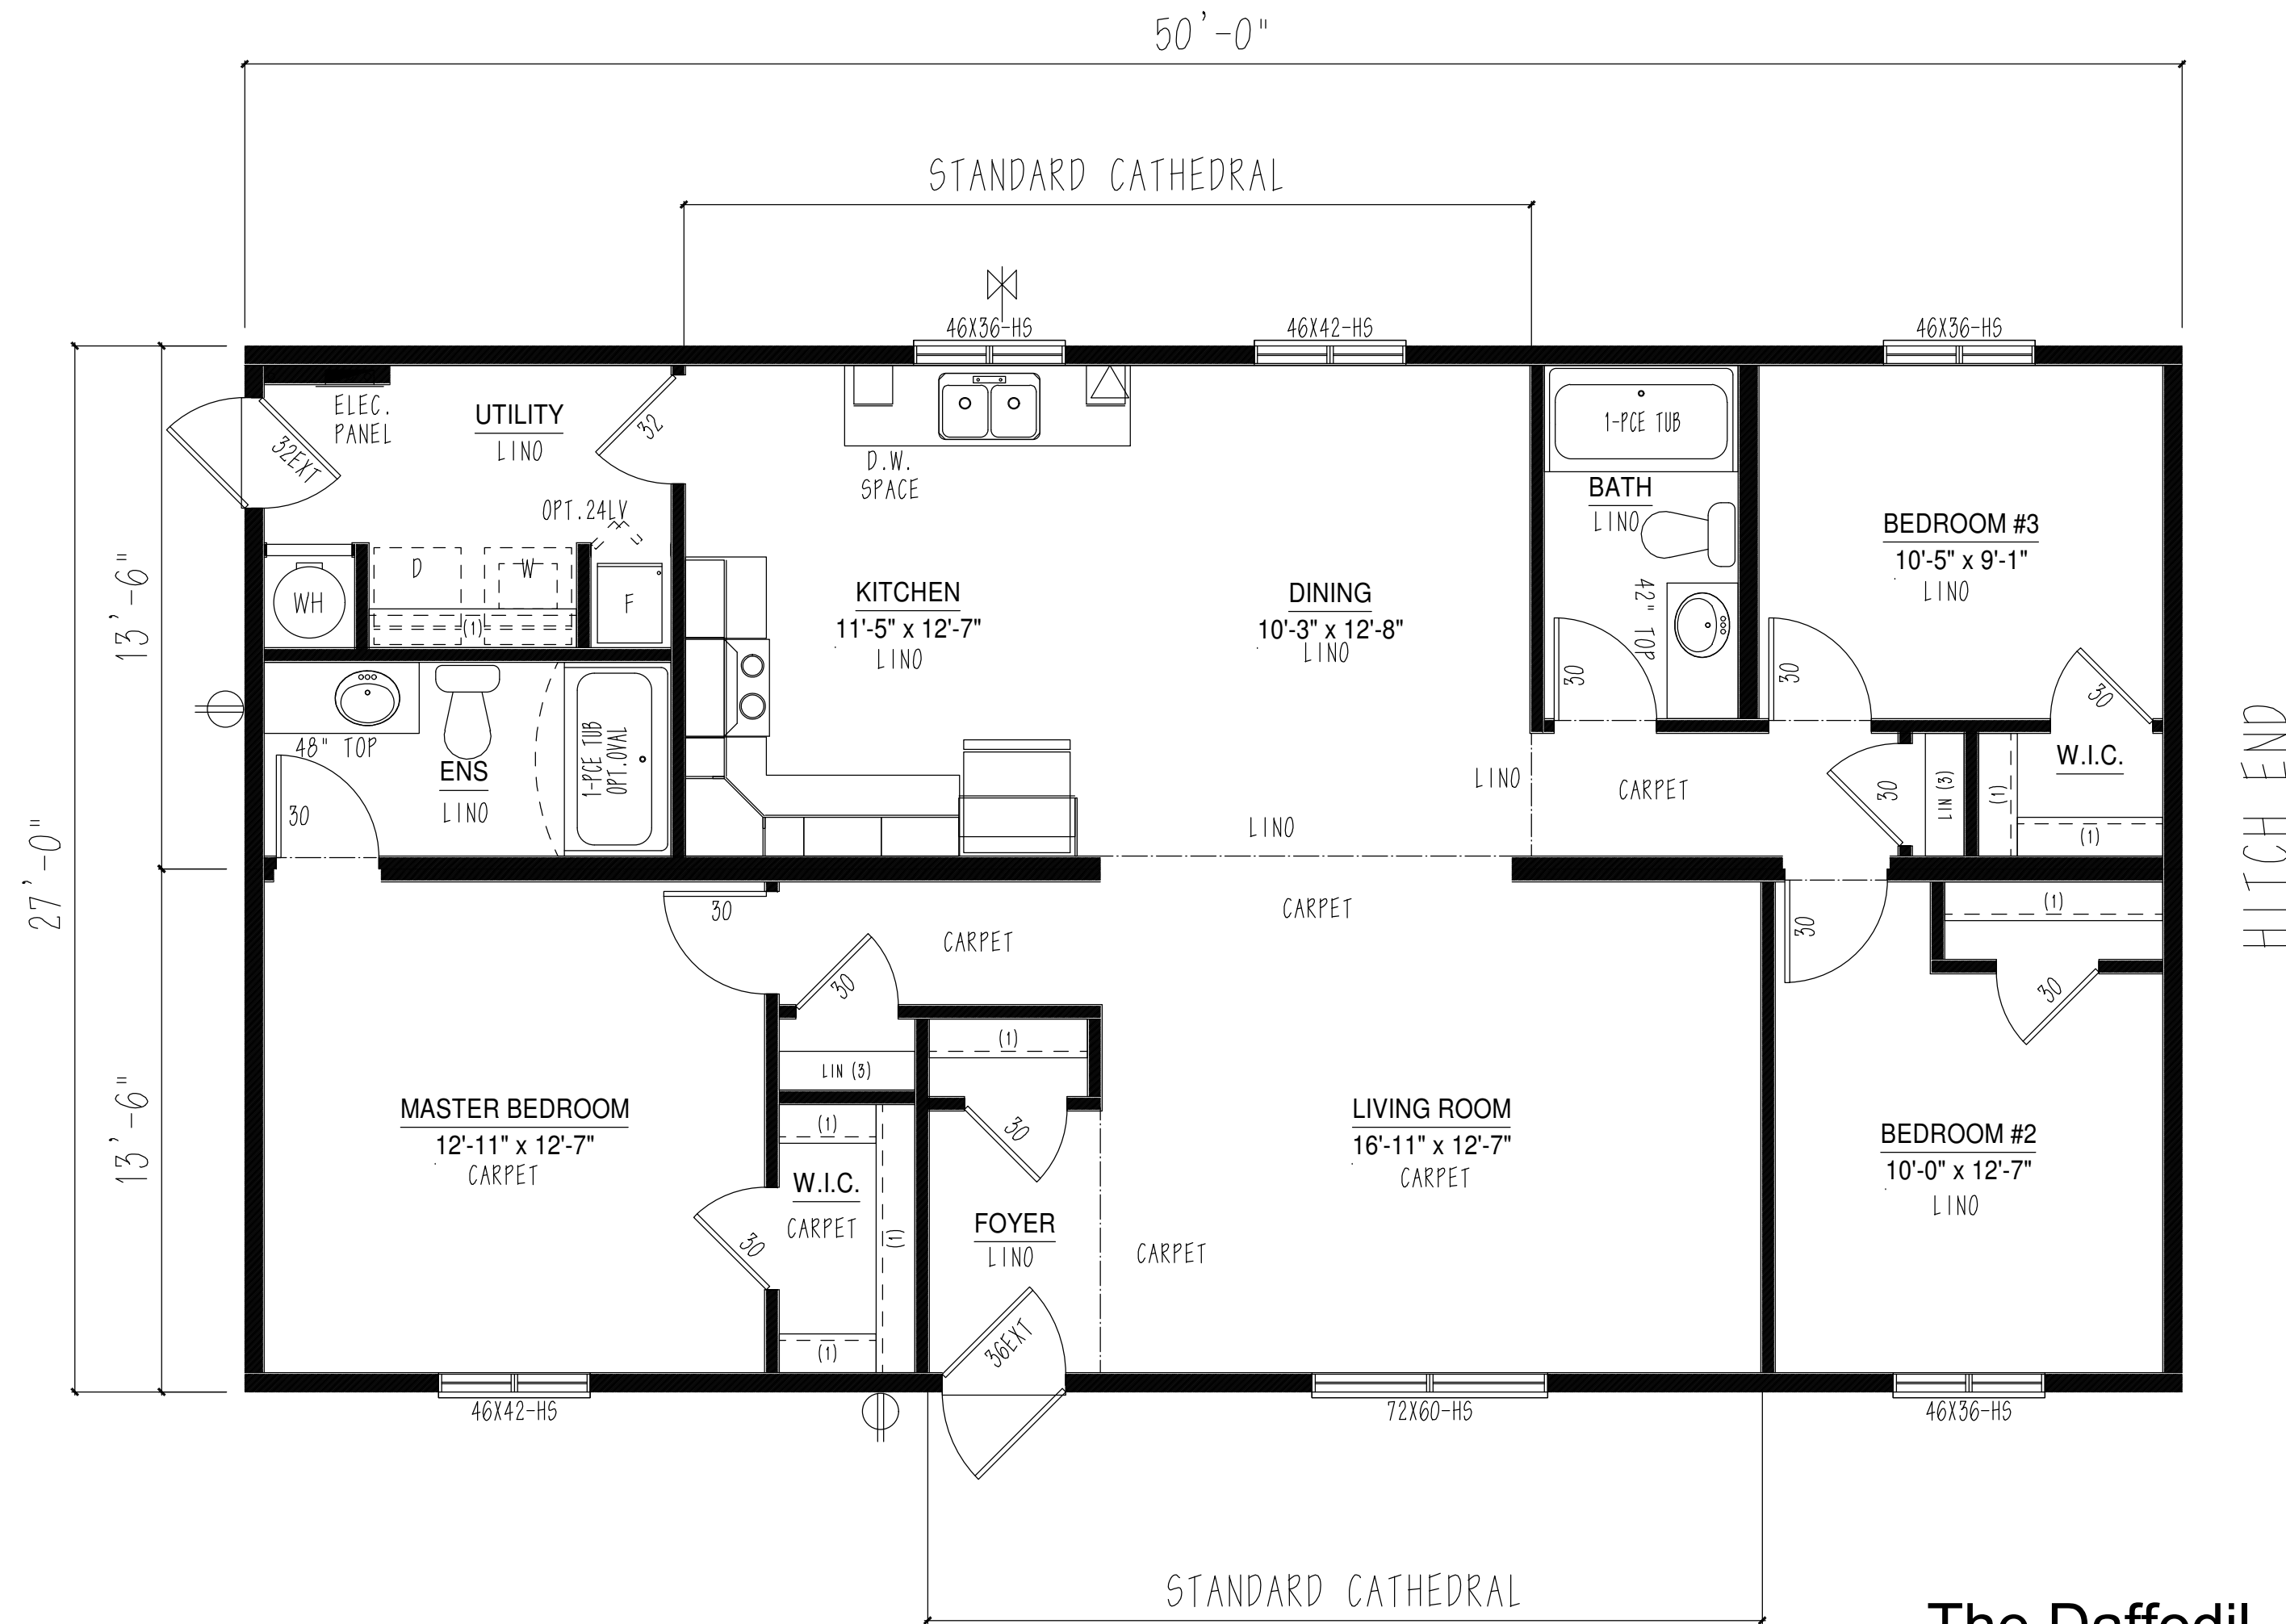 50'-0"
STANDARD CATHEDRAL
46X36-HS
46X42-HS
46X36-HS
ELEC.
PANEL
UTILITY
LINO
32EXT
32
OPT.24LV
D.W.
SPACE
1-PCE TUB
BATH
LINO
42" TOP
30
BEDROOM #3
10'-5" x 9'-1"
LINO
30
30
WH
D
W
(1)
F
KITCHEN
11'-5" x 12'-7"
LINO
DINING
10'-3" x 12'-8"
LINO
13'-6"
27'-0"
13'-6"
48" TOP
ENS
LINO
30
1-PCE TUB
OPT.OVAL
LINO
LINO
CARPET
30
LIN (3)
(1)
W.I.C.
(1)
HITCH END
30
CARPET
CARPET
30
LIN (3)
(1)
30
30
(1)
30
MASTER BEDROOM
12'-11" x 12'-7"
CARPET
(1)
W.I.C.
CARPET
(1)
(1)
30
FOYER
LINO
36EXT
CARPET
LIVING ROOM
16'-11" x 12'-7"
CARPET
BEDROOM #2
10'-0" x 12'-7"
LINO
46X42-HS
72X60-HS
46X36-HS
STANDARD CATHEDRAL
The Daffodil